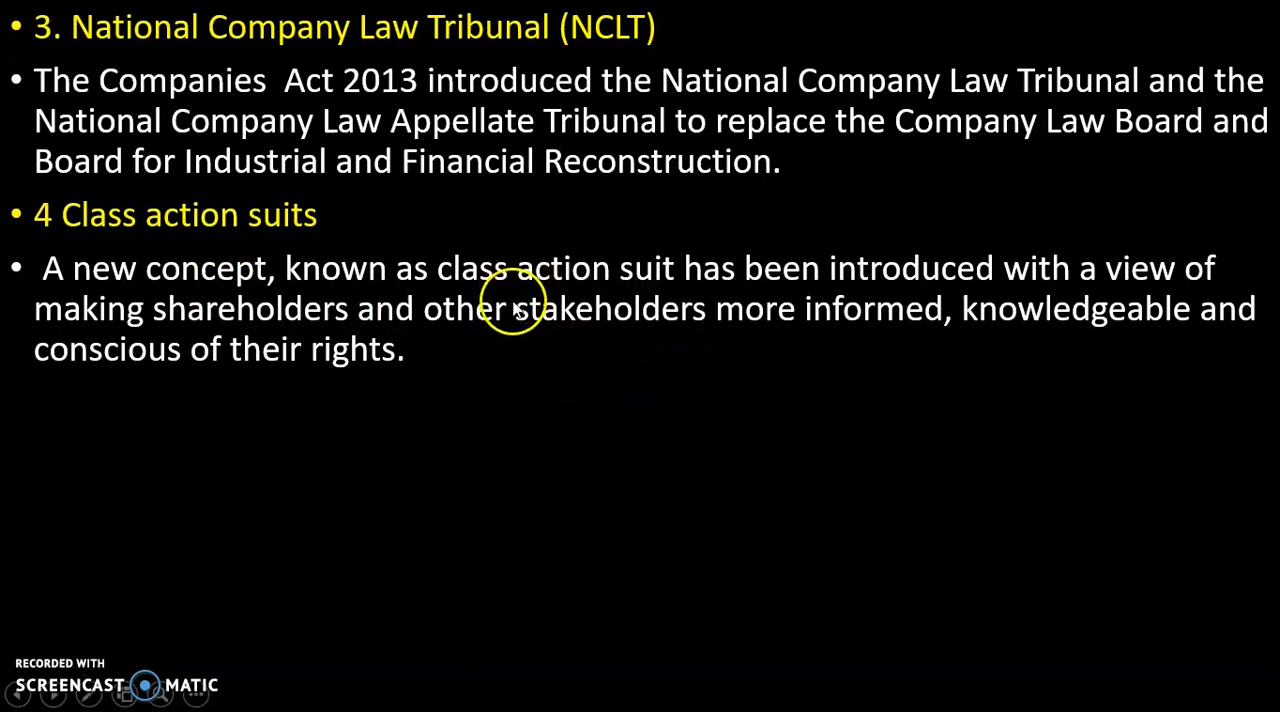 • 3. National Company Law Tribunal (NCLT)
• The Companies  Act 2013 introduced the National Company Law Tribunal and the
National Company Law Appellate Tribunal to replace the Company Law Board and
Board for Industrial and Financial Reconstruction.
• 4 Class action suits
•  A new concept, known as class action suit has been introduced with a view of
making shareholders and other stakeholders more informed, knowledgeable and
conscious of their rights.
RECORDED WITH
SCREENCAST MATIC